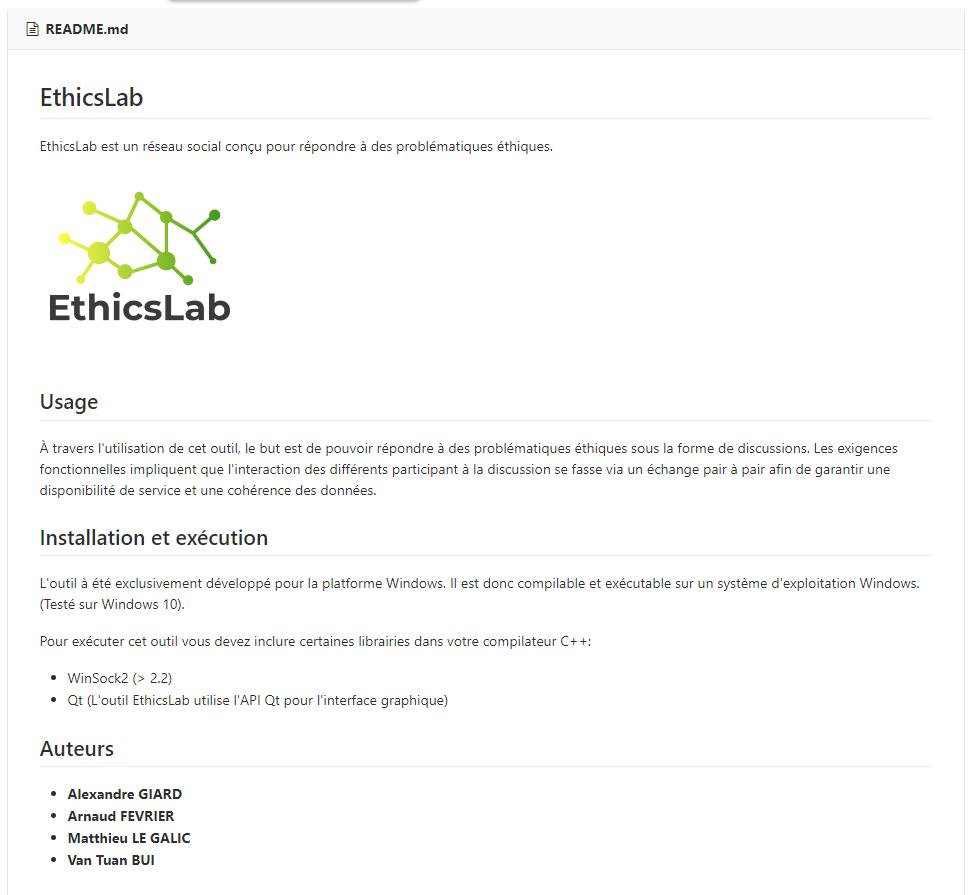 README.md
EthicsLab
EthicsLab est un réseau social conçu pour répondre à des problématiques éthiques.
EthicsLab
Usage
À travers l'utilisation de cet outil, le but est de pouvoir répondre à des problématiques éthiques sous la forme de discussions. Les exigences
fonctionnelles impliquent que l'interaction des différents participant à la discussion se fasse via un échange pair à pair afin de garantir une
disponibilité de service et une cohérence des données.
Installation et exécution
L'outil à été exclusivement développé pour la platforme Windows. Il est donc compilable et exécutable sur un système d'exploitation Windows.
(Testé sur Windows 10).
Pour exécuter cet outil vous devez inclure certaines librairies dans votre compilateur C++:
• WinSock2 (> 2.2)
• Qt (L'outil EthicsLab utilise l'API Qt pour l'interface graphique)
Auteurs
• Alexandre GIARD
• Arnaud FEVRIER
• Matthieu LE GALIC
• Van Tuan BUI